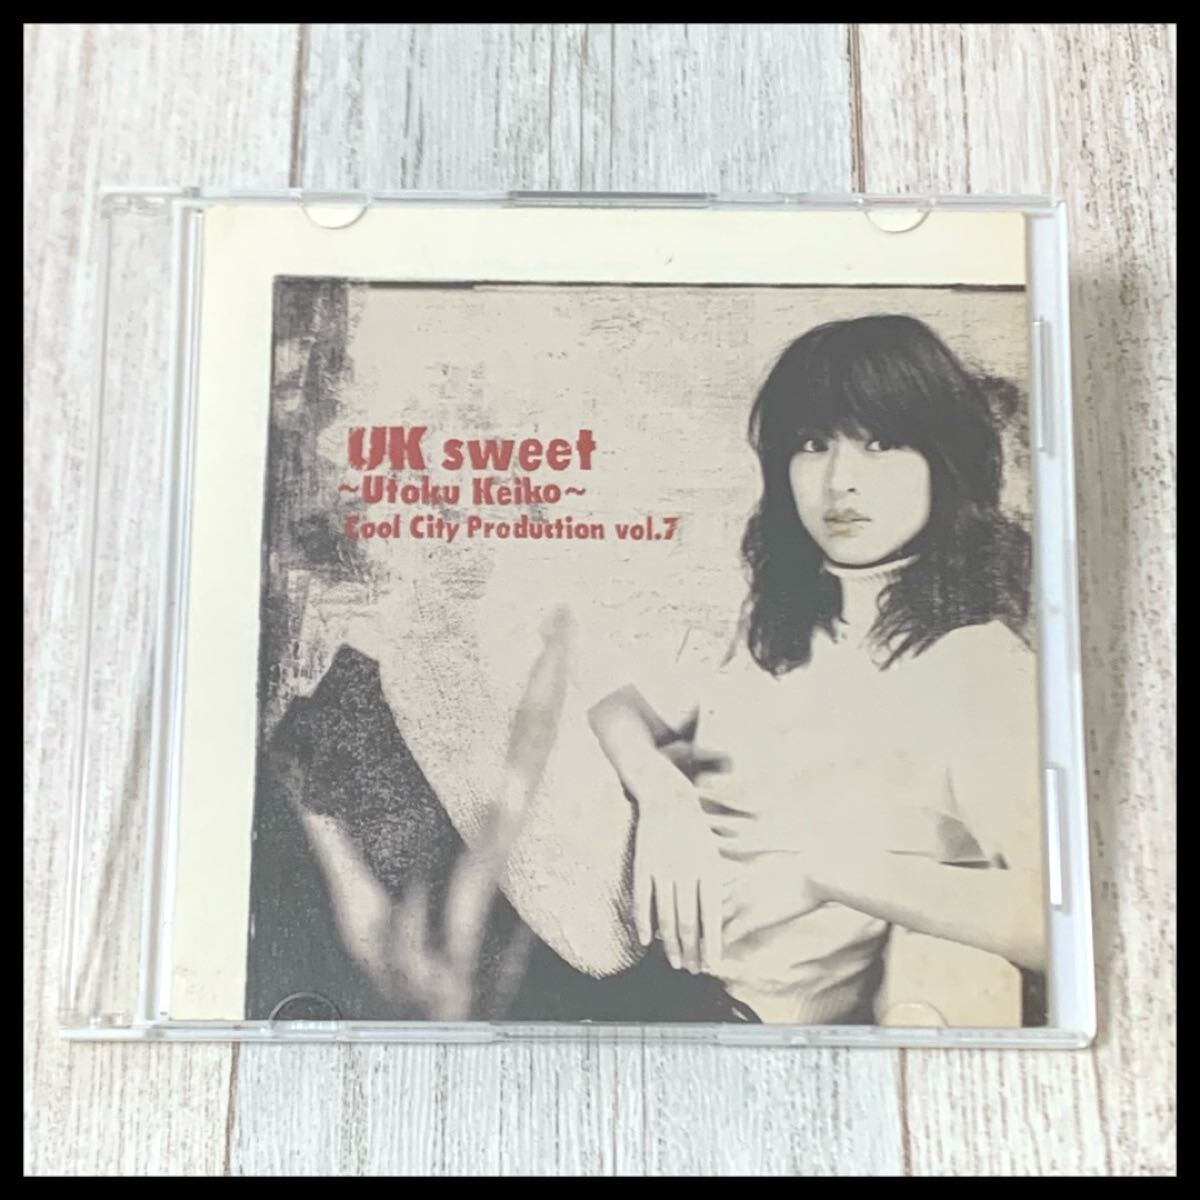 UK sweet
~Utoku Keiko~
Cool City Production vol.7